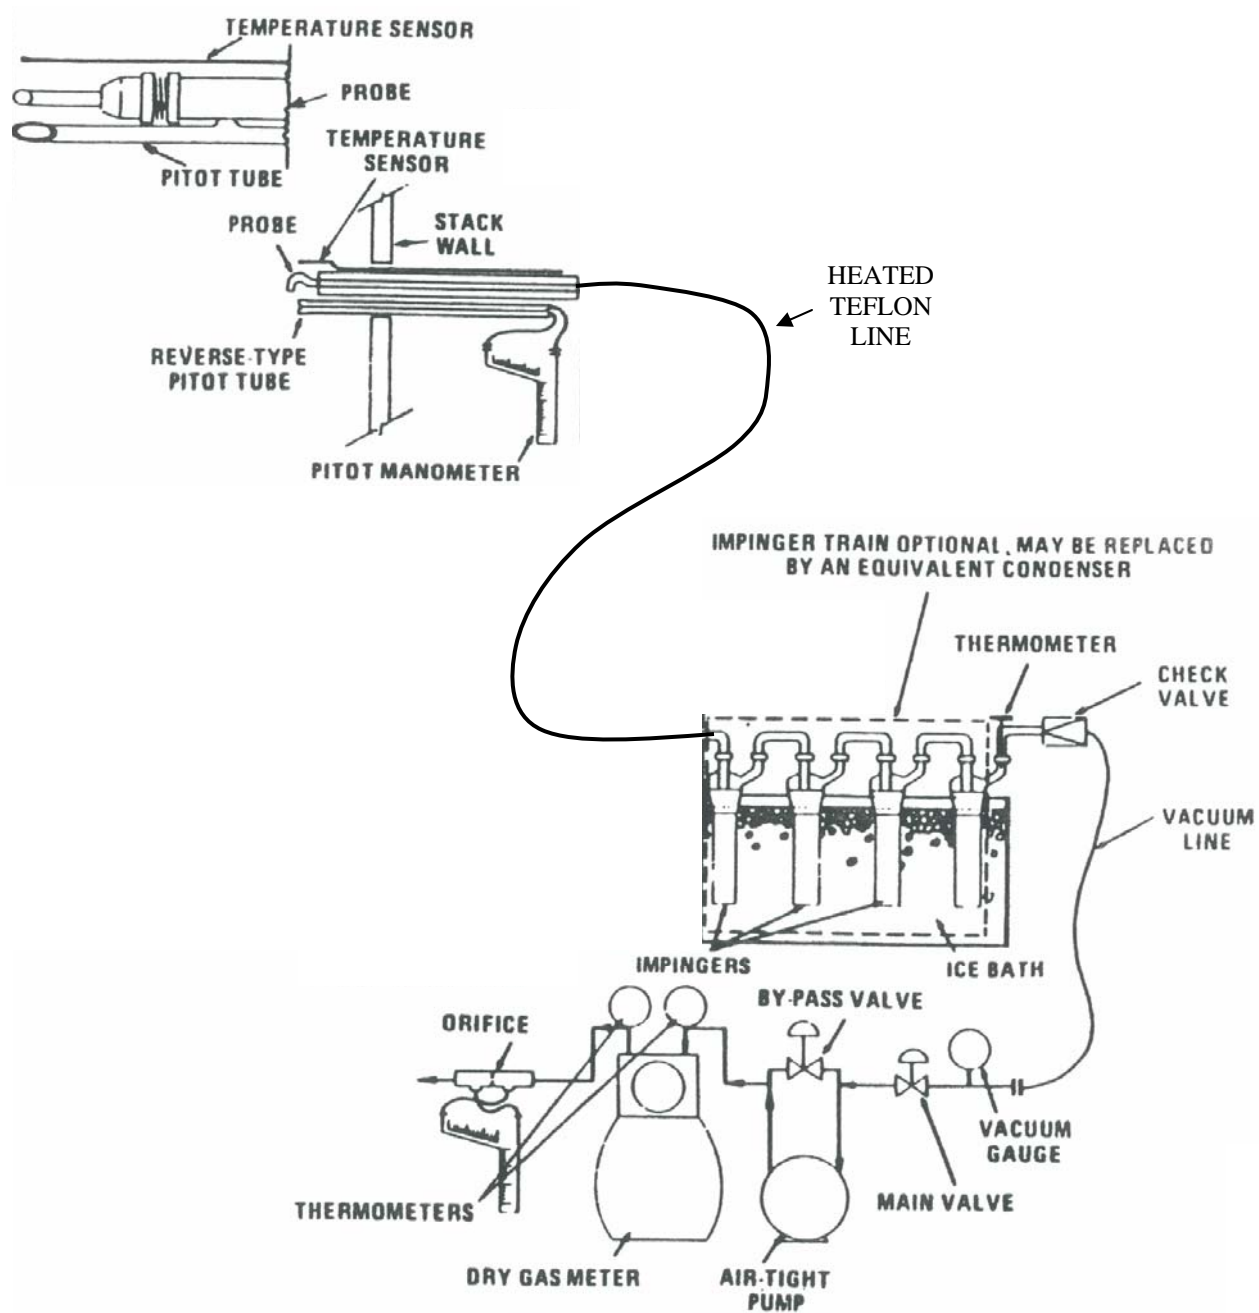 TEMPERATURE SENSOR
PROBE
PITOT TUBE
TEMPERATURE
SENSOR
PROBE
STACK
WALL
HEATED
TEFLON
LINE
REVERSE-TYPE
PITOT TUBE
PITOT MANOMETER
IMPINGER TRAIN OPTIONAL, MAY BE REPLACED
BY AN EQUIVALENT CONDENSER
THERMOMETER
CHECK
VALVE
VACUUM
LINE
IMPINGERS
ICE BATH
BY-PASS VALVE
ORIFICE
VACUUM
GAUGE
MAIN VALVE
THERMOMETERS
DRY GAS METER
AIR-TIGHT
PUMP